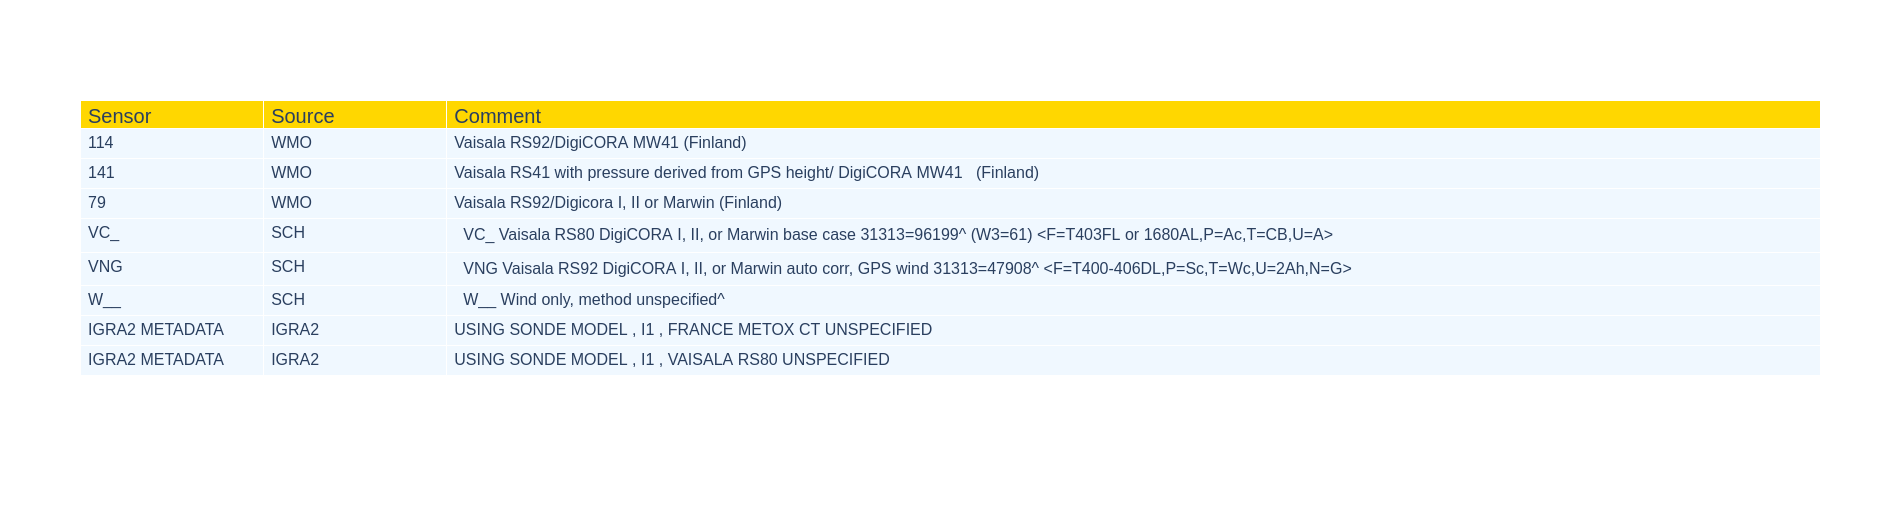 Sensor Source Comment
114 WMO Vaisala RS92/DigiCORA MW41 (Finland)
141 WMO Vaisala RS41 with pressure derived from GPS height/ DigiCORA MW41   (Finland)
79 WMO Vaisala RS92/Digicora I, II or Marwin (Finland)
VC_ SCH VC_ Vaisala RS80 DigiCORA I, II, or Marwin base case 31313=96199^ (W3=61) <F=T403FL or 1680AL,P=Ac,T=CB,U=A>
VNG SCH VNG Vaisala RS92 DigiCORA I, II, or Marwin auto corr, GPS wind 31313=47908^ <F=T400-406DL,P=Sc,T=Wc,U=2Ah,N=G>
W__ SCH W__ Wind only, method unspecified^
IGRA2 METADATA IGRA2 USING SONDE MODEL , I1 , FRANCE METOX CT UNSPECIFIED
IGRA2 METADATA IGRA2 USING SONDE MODEL , I1 , VAISALA RS80 UNSPECIFIED